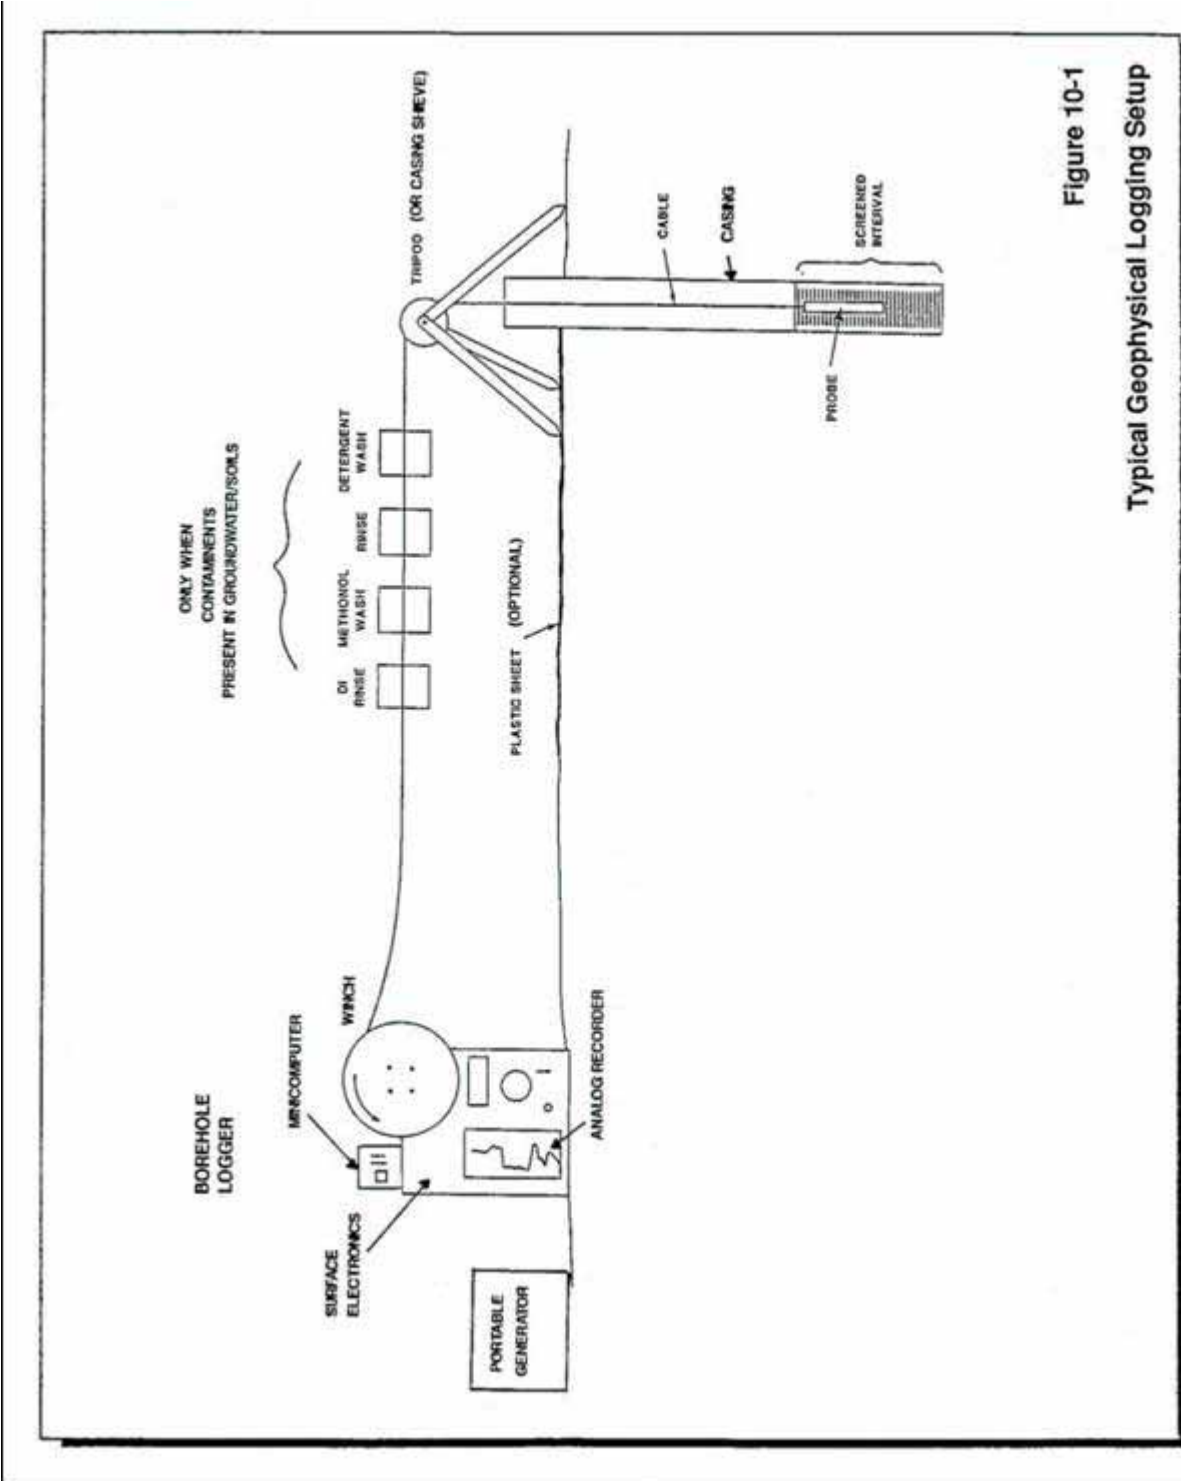 BOREHOLE
LOGGER
ONLY WHEN
CONTAMINENTS
PRESENT IN GROUNDWATER/SOILS
SURFACE
ELECTRONICS
MINICOMPUTER
WINCH
DI
RINSE
METHONOL
WASH
RINSE
DETERGENT
WASH
TRIPOD (OR CASING SHIEVE)
PORTABLE
GENERATOR
ANALOG RECORDER
PLASTIC SHEET (OPTIONAL)
CABLE
CASING
PROBE
SCREENED
INTERVAL
Figure 10-1
Typical Geophysical Logging Setup